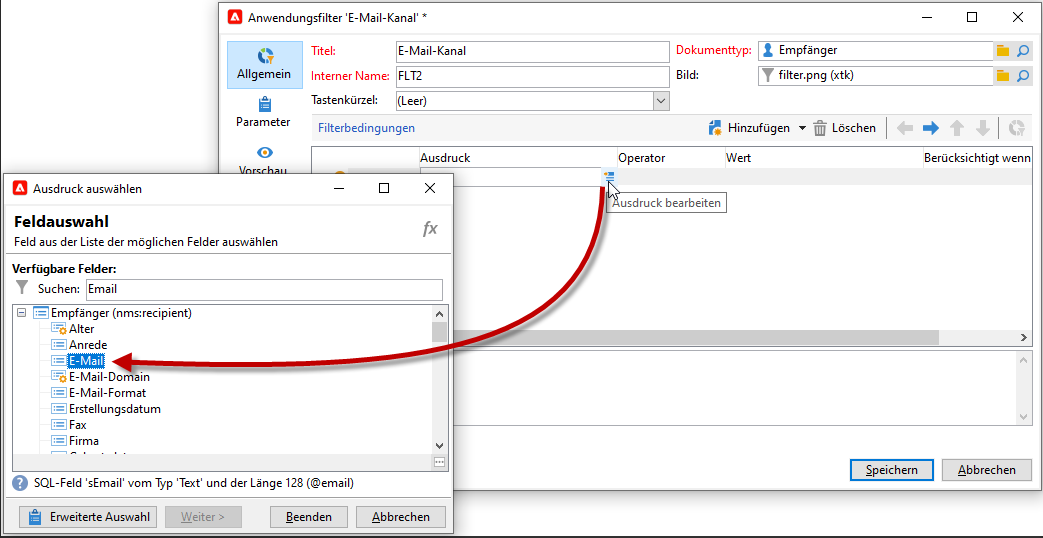 Anwendungsfilter 'E-Mail-Kanal' *
Allgemein
Parameter
Vorschau
Titel: E-Mail-Kanal
Dokumenttyp: Empfänger
Interner Name: FLT2
Bild: filter.png (xtk)
Tastenkürzel: (Leer)
Filterbedingungen
Hinzufügen
Löschen
Ausdruck Operator Wert Berücksichtigt wenn
Ausdruck bearbeiten
Speichern
Abbrechen
Ausdruck auswählen
Feldauswahl
Feld aus der Liste der möglichen Felder auswählen
fx
Verfügbare Felder:
Suchen: Email
Empfänger (nms:recipient)
Alter
Anrede
E-Mail
E-Mail-Domain
E-Mail-Format
Erstellungsdatum
Fax
Firma
SQL-Feld 'sEmail' vom Typ 'Text' und der Länge 128 (@email)
Erweiterte Auswahl
Weiter >
Beenden
Abbrechen